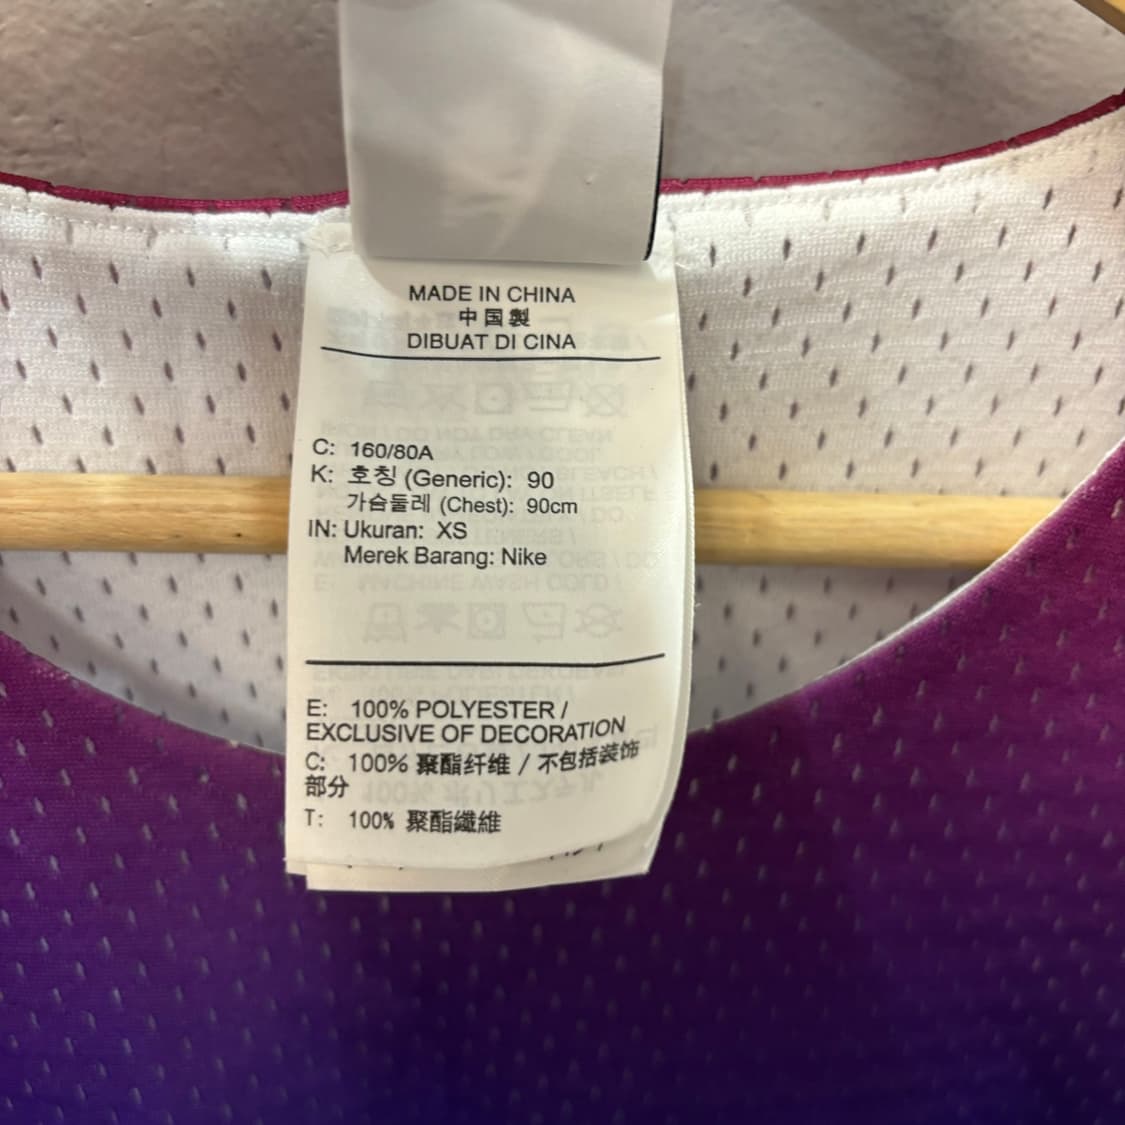 MADE IN CHINA
中国製
DIBUAT DI CINA
C: 160/80A
K: 호칭 (Generic): 90
가슴둘레 (Chest): 90cm
IN: Ukuran: XS
Merek Barang: Nike
E: 100% POLYESTER /
EXCLUSIVE OF DECORATION
C: 100% 聚酯纤维 / 不包括装饰
部分
T: 100% 聚酯纖維